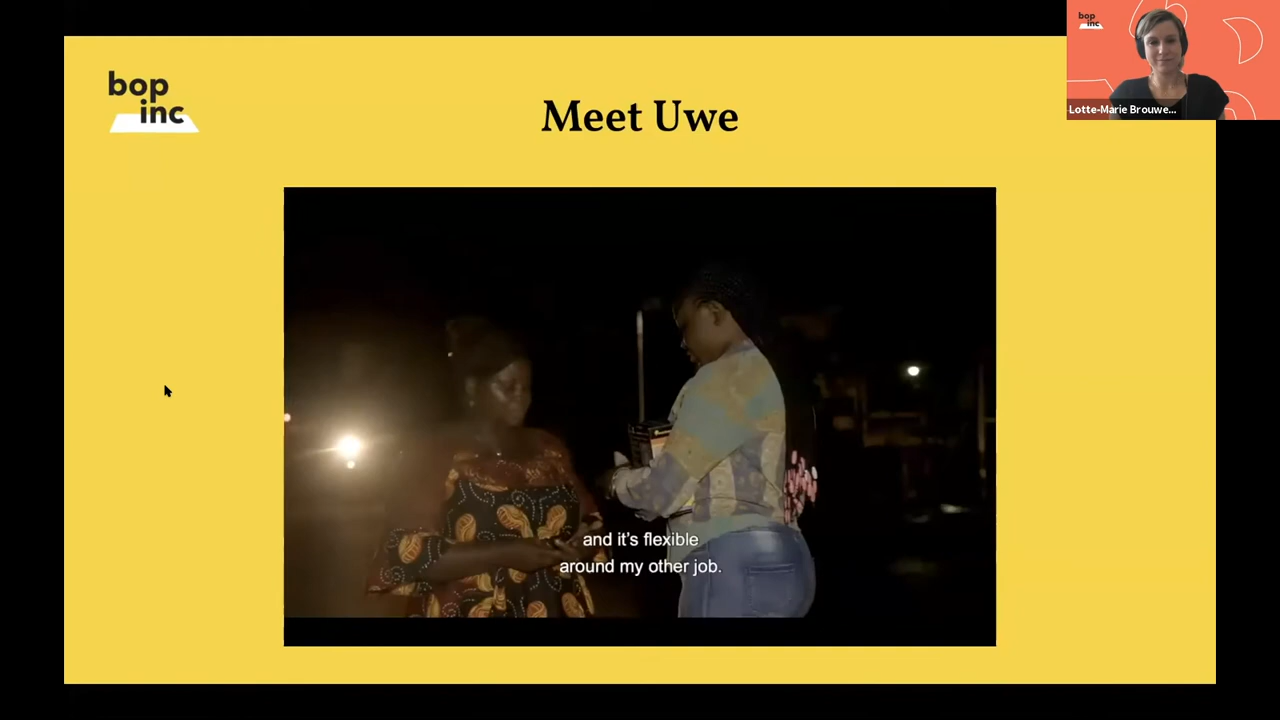 bop
inc
Meet Uwe
bop
inc
Lotte-Marie Brouwe...
and it's flexible
around my other job.